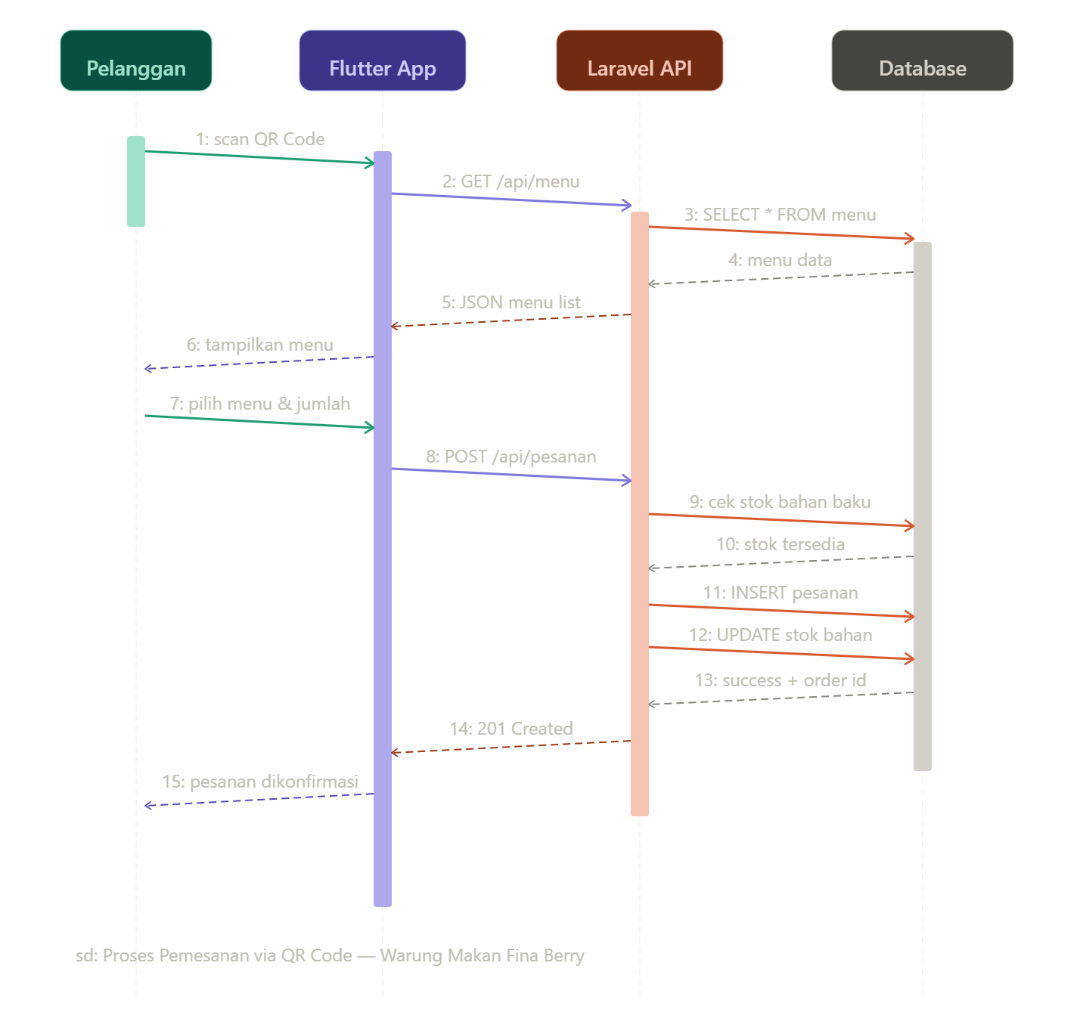 Pelanggan
Flutter App
Laravel API
Database
1: scan QR Code
2: GET /api/menu
3: SELECT * FROM menu
4: menu data
5: JSON menu list
6: tampilkan menu
7: pilih menu & jumlah
8: POST /api/pesanan
9: cek stok bahan baku
10: stok tersedia
11: INSERT pesanan
12: UPDATE stok bahan
13: success + order id
14: 201 Created
15: pesanan dikonfirmasi
sd: Proses Pemesanan via QR Code — Warung Makan Fina Berry